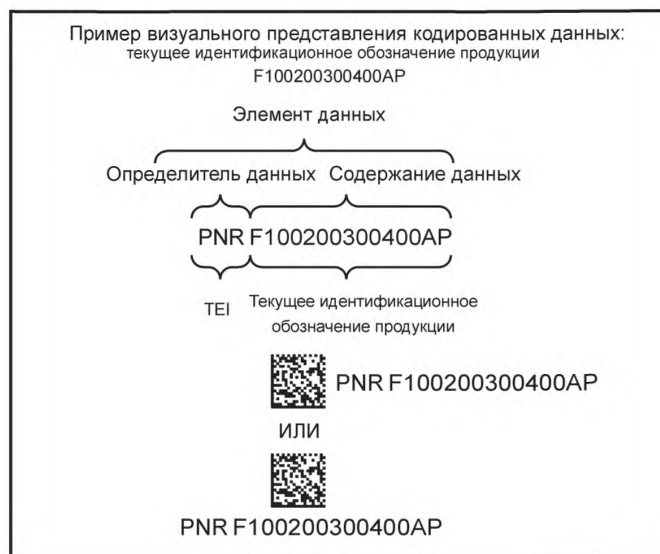 Пример визуального представления кодированных данных:
текущее идентификационное обозначение продукции
F100200300400AP
Элемент данных
Определитель данных Содержание данных
PNR F100200300400AP
TEI Текущее идентификационное
обозначение продукции
PNR F100200300400AP
ИЛИ
PNR F100200300400AP